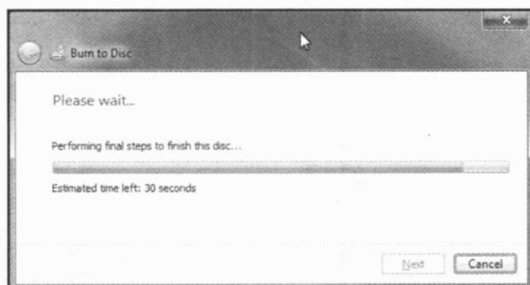 Burn to Disc
Please wait...
Performing final steps to finish this disc...
Estimated time left: 30 seconds
Next
Cancel